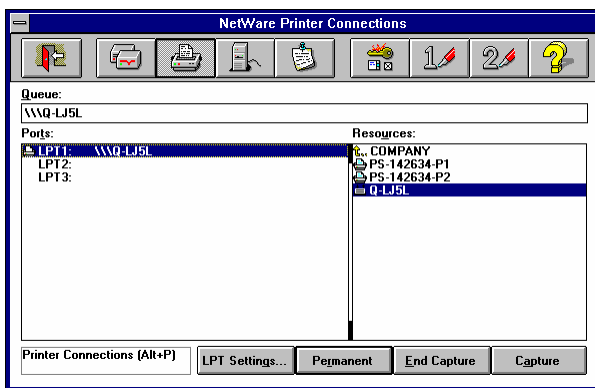 NetWare Printer Connections
1 2 ?
Queue:
\\\Q-LJ5L
Ports:
Resources:
LPT1: \\\Q-LJ5L
LPT2:
LPT3:
COMPANY
PS-142634-P1
PS-142634-P2
Q-LJ5L
Printer Connections (Alt+P)
LPT Settings...
Permanent
End Capture
Capture